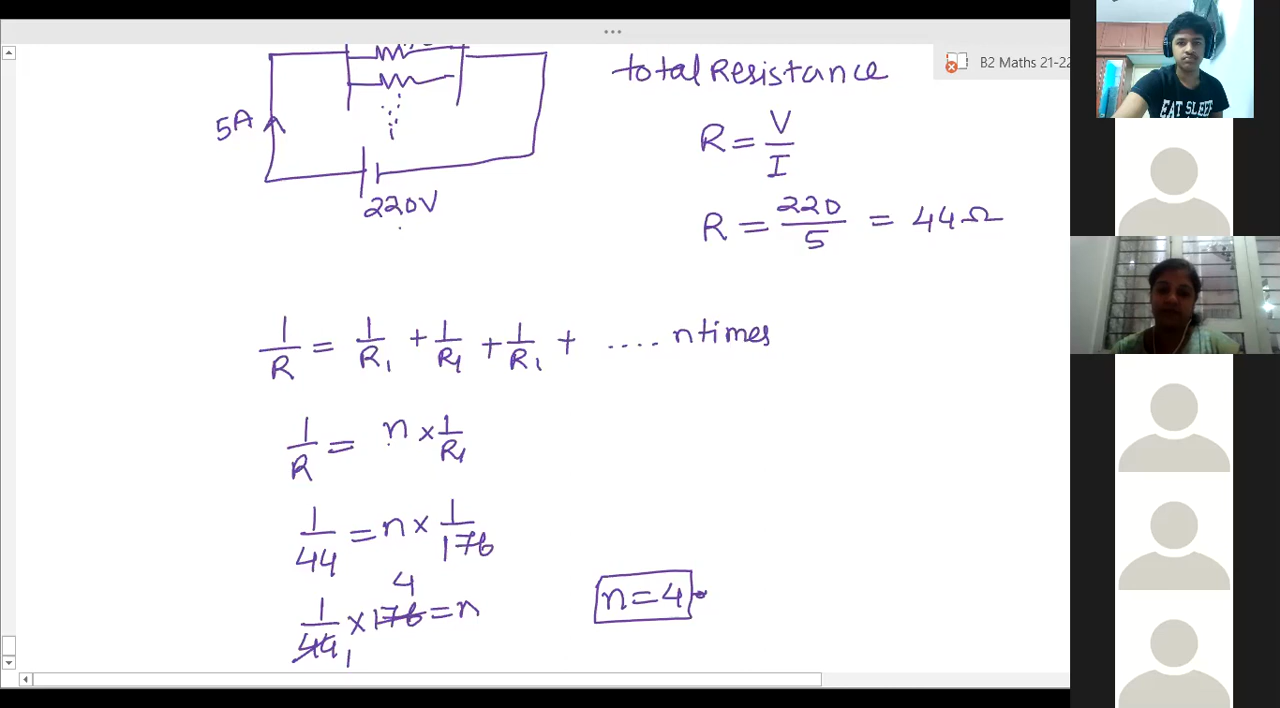 total Resistance
B2 Maths 21-22
5A
R = V/I
220V
R = 220/5 = 44Ω
1/R = 1/R₁ + 1/R₁ + 1/R₁ + .... n times
1/R = n × 1/R₁
1/44 = n × 1/176
4
1/44 × 176 = n
1
n = 4
EAT SLEEP